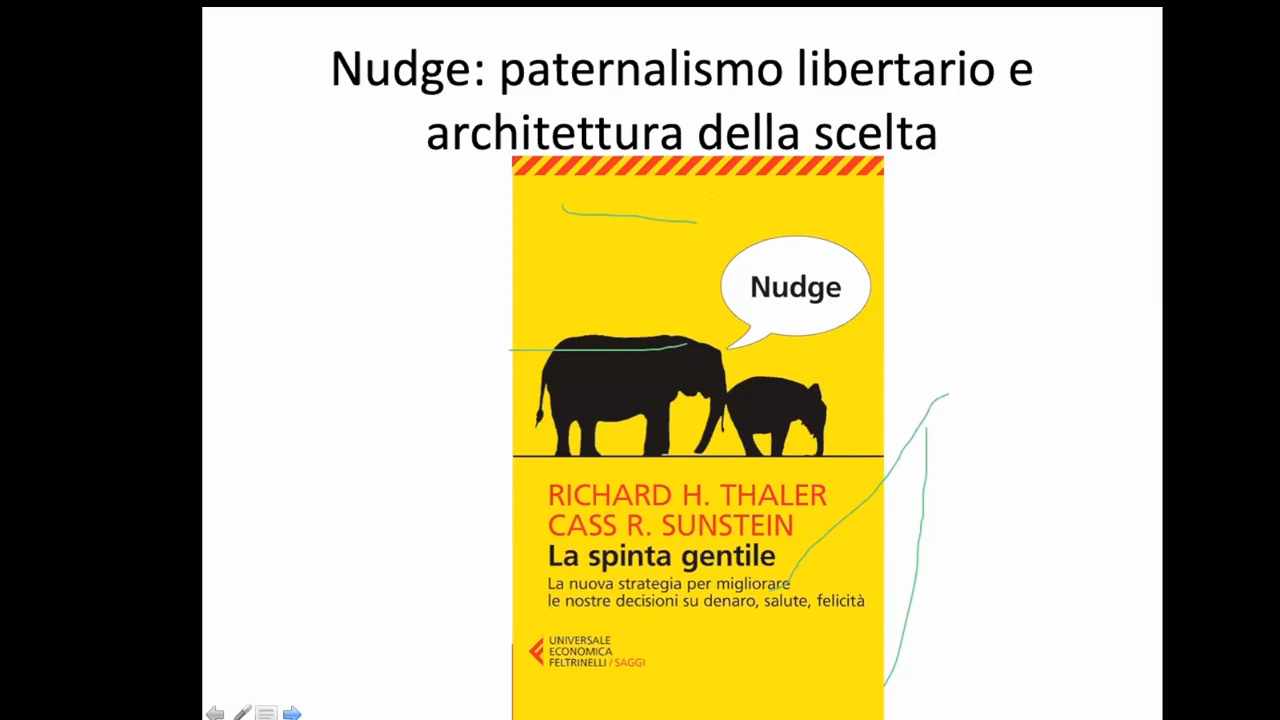 Nudge: paternalismo libertario e
architettura della scelta
Nudge
RICHARD H. THALER
CASS R. SUNSTEIN
La spinta gentile
La nuova strategia per migliorare
le nostre decisioni su denaro, salute, felicità
UNIVERSALE
ECONOMICA
FELTRINELLI / SAGGI